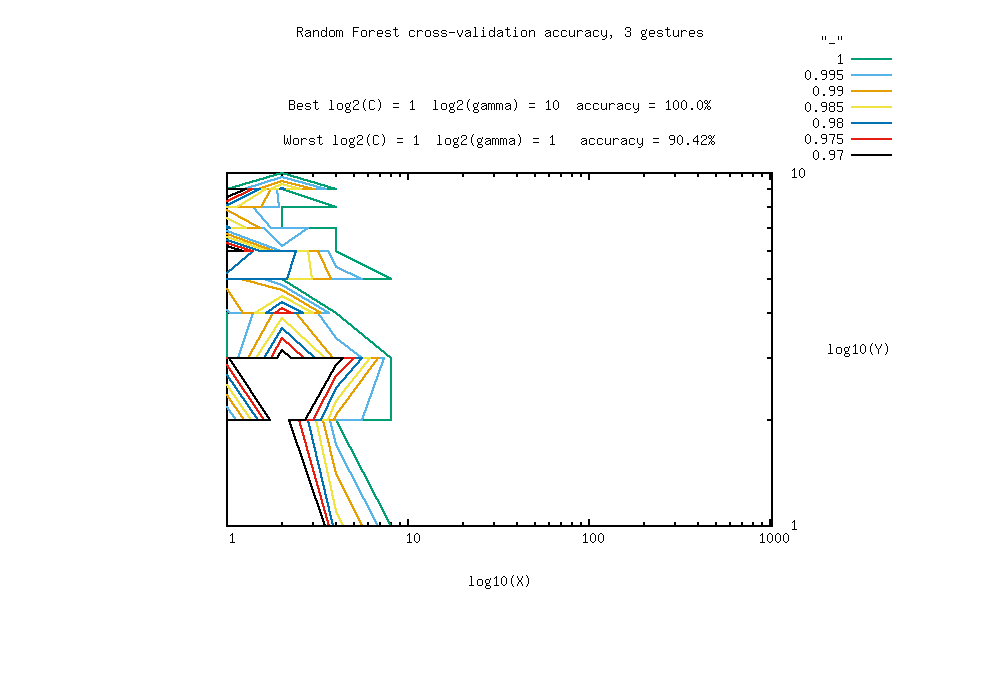 Random Forest cross-validation accuracy, 3 gestures
"_"
1
0.995
0.99
0.985
0.98
0.975
0.97
Best log2(C) = 1  log2(gamma) = 10  accuracy = 100.0%
Worst log2(C) = 1  log2(gamma) = 1   accuracy = 90.42%
10
log10(Y)
1
1 10 100 1000
log10(X)